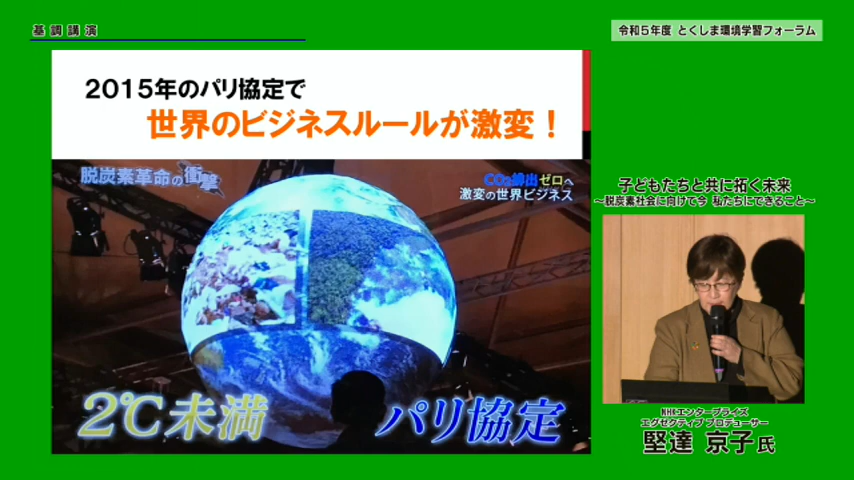 基調講演
令和5年度 とくしま環境学習フォーラム
2015年のパリ協定で
世界のビジネスルールが激変！
脱炭素革命の衝撃
CO2排出ゼロへ
激変の世界ビジネス
2℃未満
パリ協定
子どもたちと共に拓く未来
～脱炭素社会に向けて今 私たちにできること～
NHKエンタープライズ
エグゼクティブ プロデューサー
堅達 京子 氏